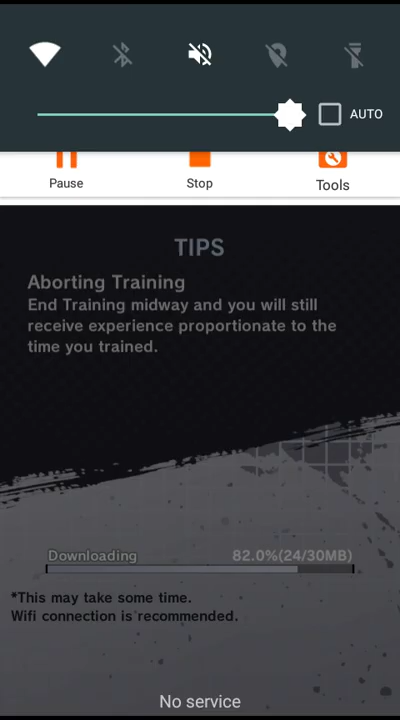 AUTO
Pause
Stop
Tools
TIPS
Aborting Training
End Training midway and you will still
receive experience proportionate to the
time you trained.
Downloading 82.0%(24/30MB)
*This may take some time.
Wifi connection is recommended.
No service